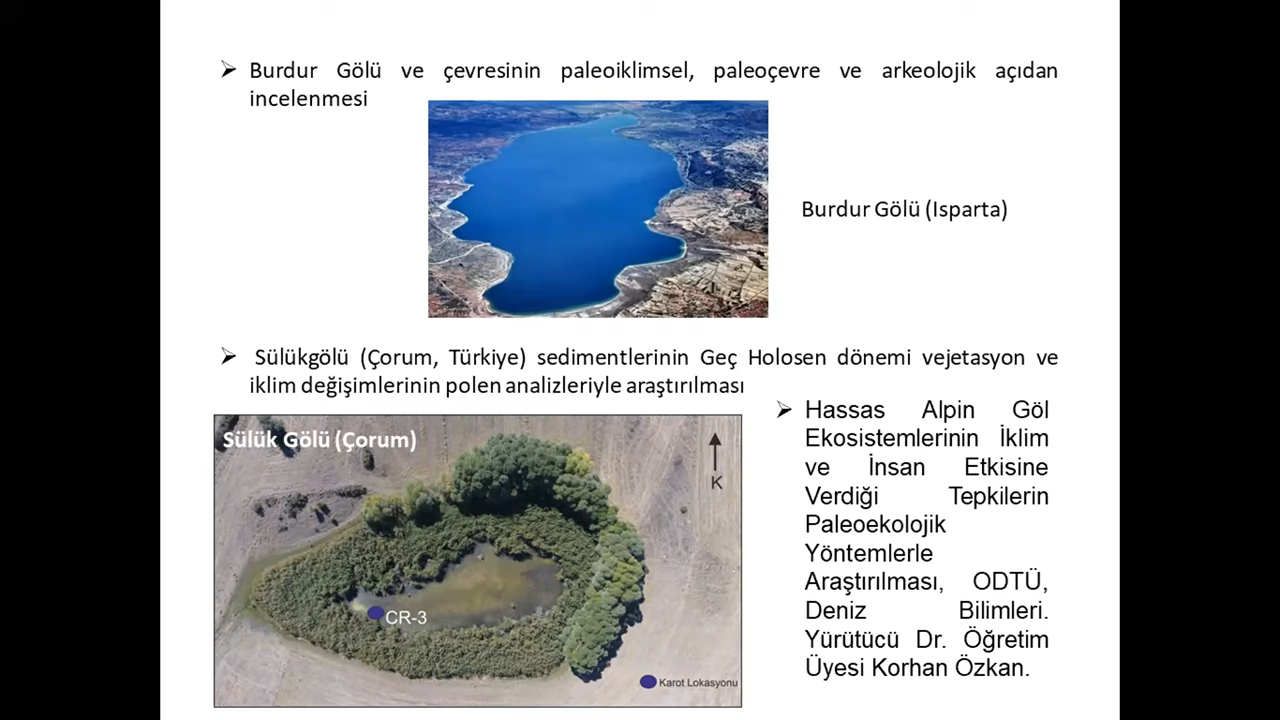 ➢ Burdur Gölü ve çevresinin paleoiklimsel, paleoçevre ve arkeolojik açıdan
incelenmesi
Burdur Gölü (Isparta)
➢ Sülükgölü (Çorum, Türkiye) sedimentlerinin Geç Holosen dönemi vejetasyon ve
iklim değişimlerinin polen analizleriyle araştırılması
Sülük Gölü (Çorum)
K
CR-3
Karot Lokasyonu
➢ Hassas Alpin Göl
Ekosistemlerinin İklim
ve İnsan Etkisine
Verdiği Tepkilerin
Paleoekolojik
Yöntemlerle
Araştırılması, ODTÜ,
Deniz Bilimleri.
Yürütücü Dr. Öğretim
Üyesi Korhan Özkan.